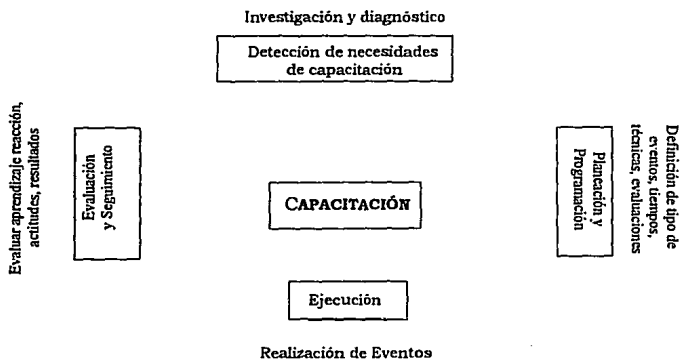 Investigación y diagnóstico
Detección de necesidades
de capacitación
Evaluar aprendizaje reacción,
actitudes, resultados
Evaluación
y Seguimiento
CAPACITACIÓN
Planeación y
Programación
Definición de tipo de
eventos, tiempos,
técnicas, evaluaciones
Ejecución
Realización de Eventos